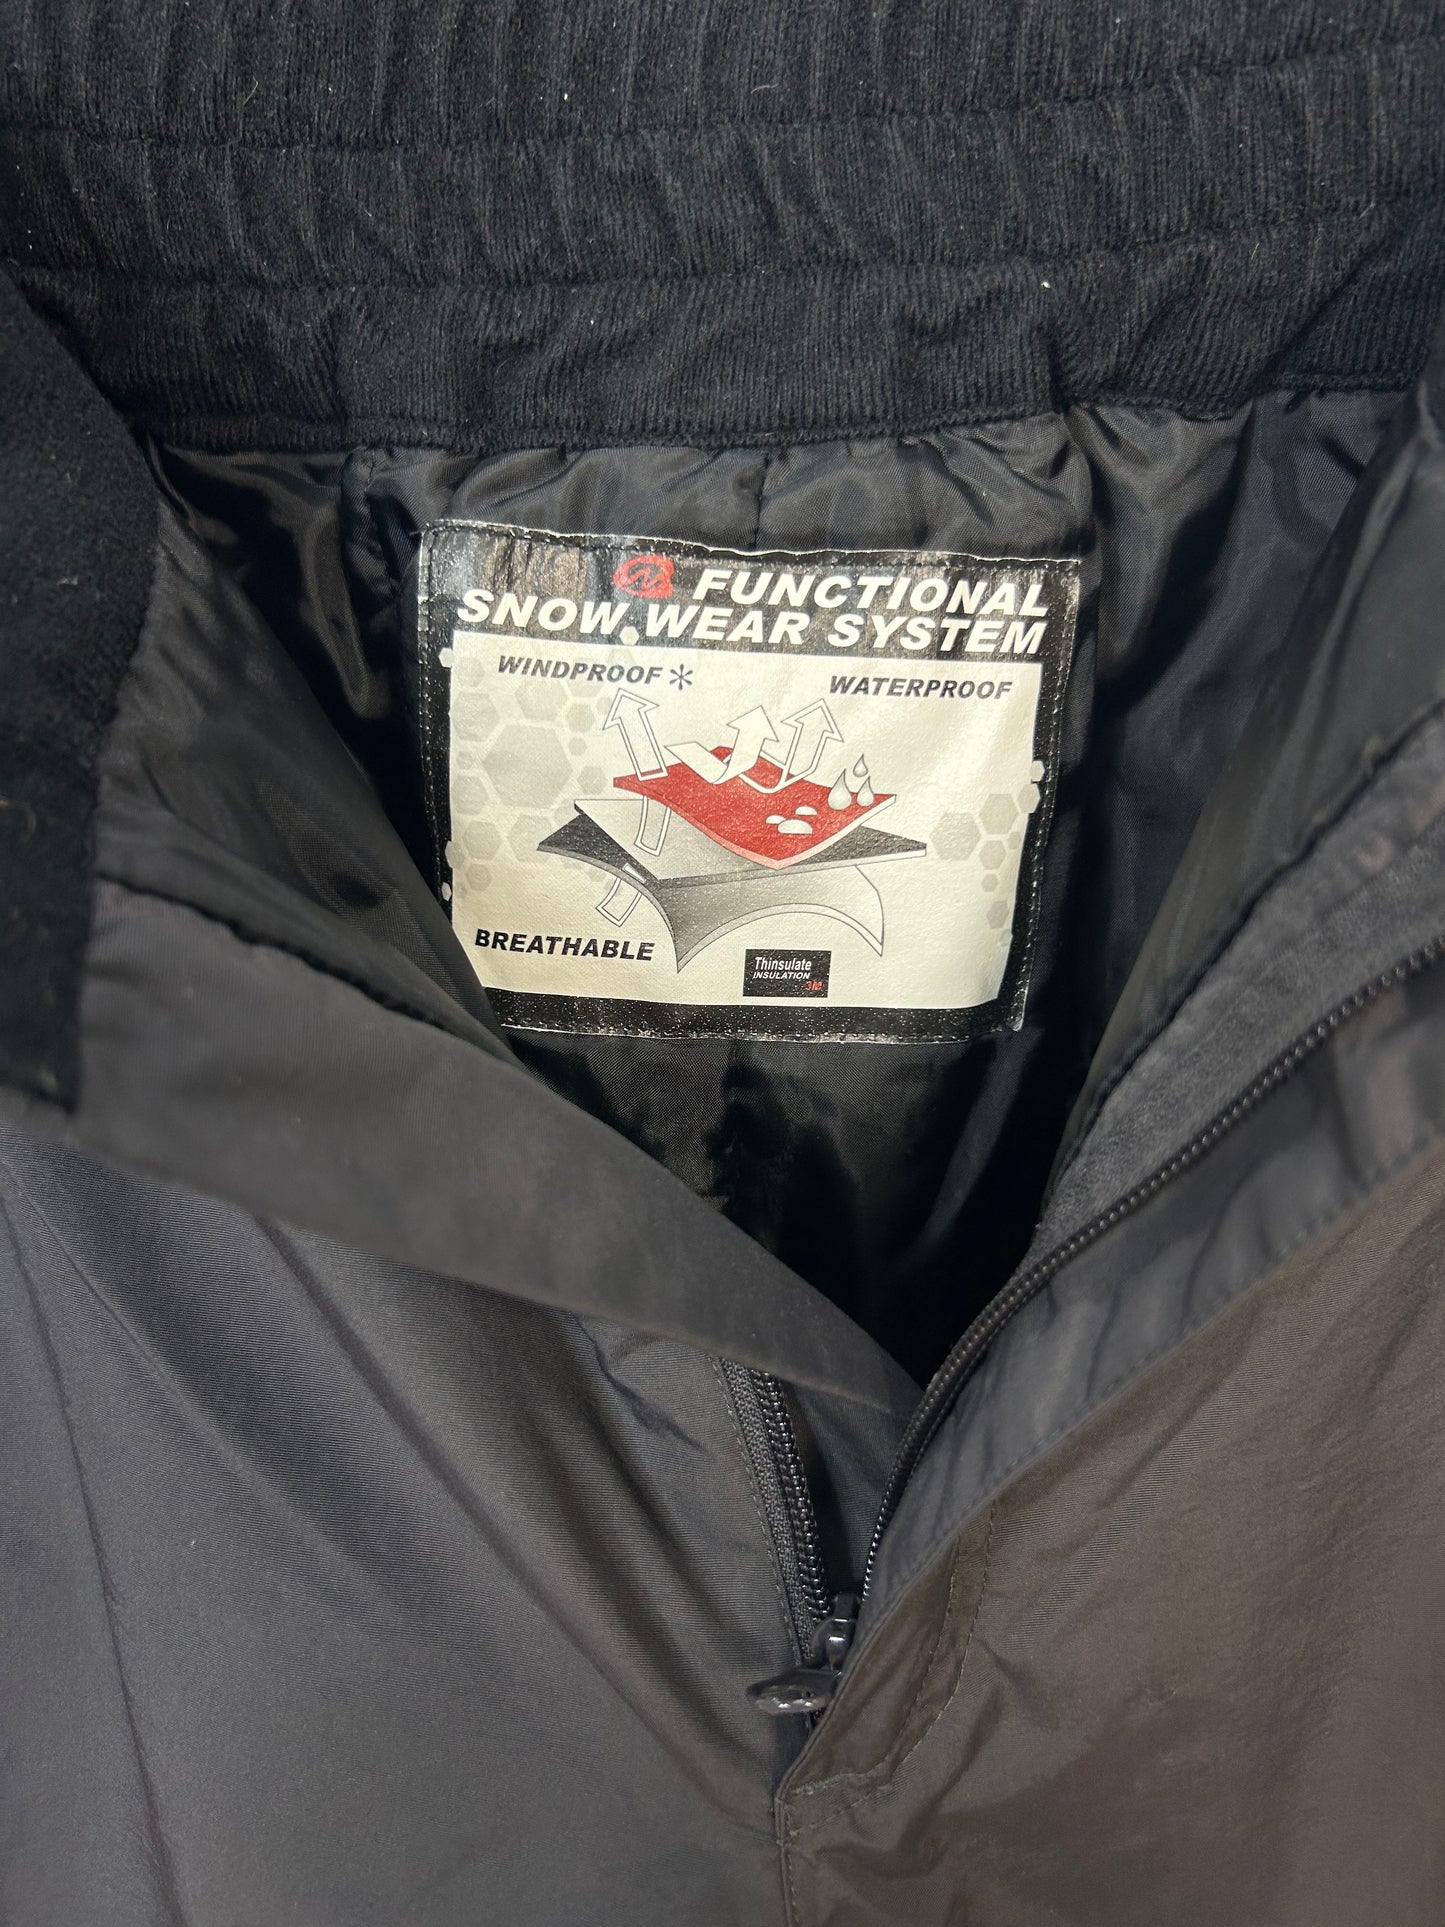 FUNCTIONAL
SNOW WEAR SYSTEM
WINDPROOF*
WATERPROOF
BREATHABLE
Thinsulate
INSULATION
3M